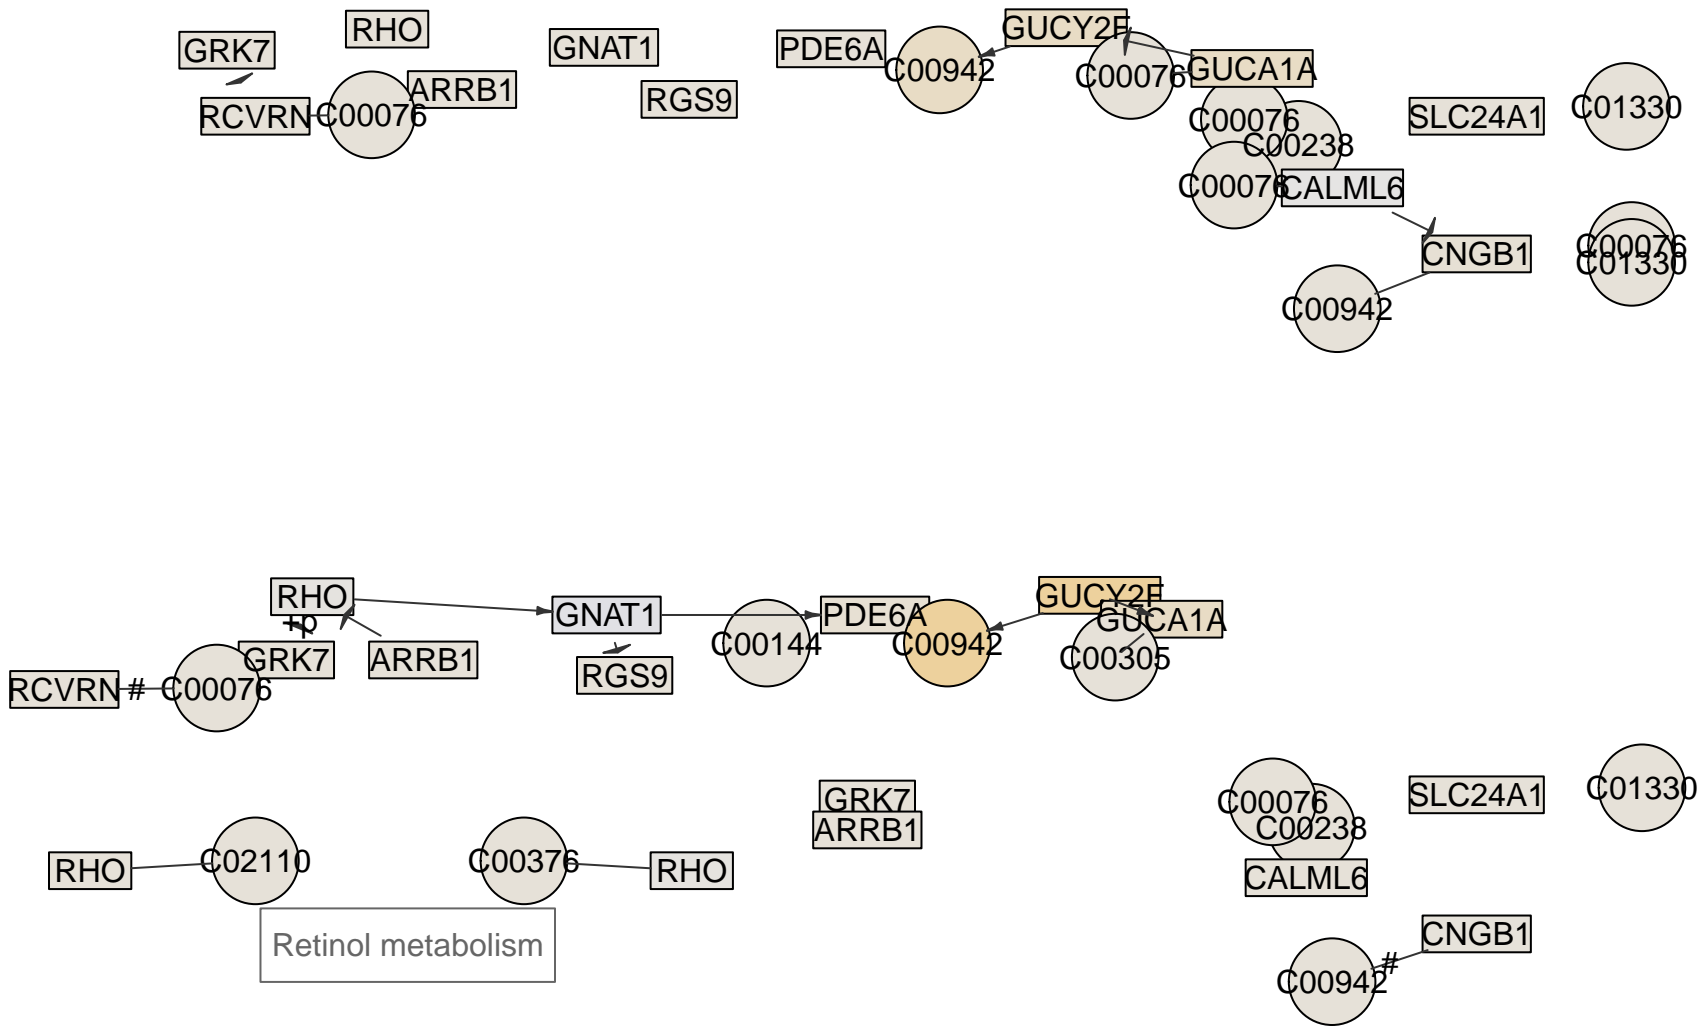 RHO
GRK7
GNAT1
PDE6A
C00942
GUCY2F
C00076
GUCA1A
ARRB1
RGS9
RCVRN
C00076
C00076
C00238
SLC24A1
C01330
C00076
CALML6
CNGB1
C00076
C01330
C00942
RHO
+p
GNAT1
PDE6A
GUCY2F
GUCA1A
C00144
C00942
C00305
GRK7
ARRB1
RGS9
RCVRN
#
C00076
GRK7
ARRB1
C00076
C00238
SLC24A1
C01330
RHO
C02110
C00376
RHO
CALML6
Retinol metabolism
CNGB1
#
C00942